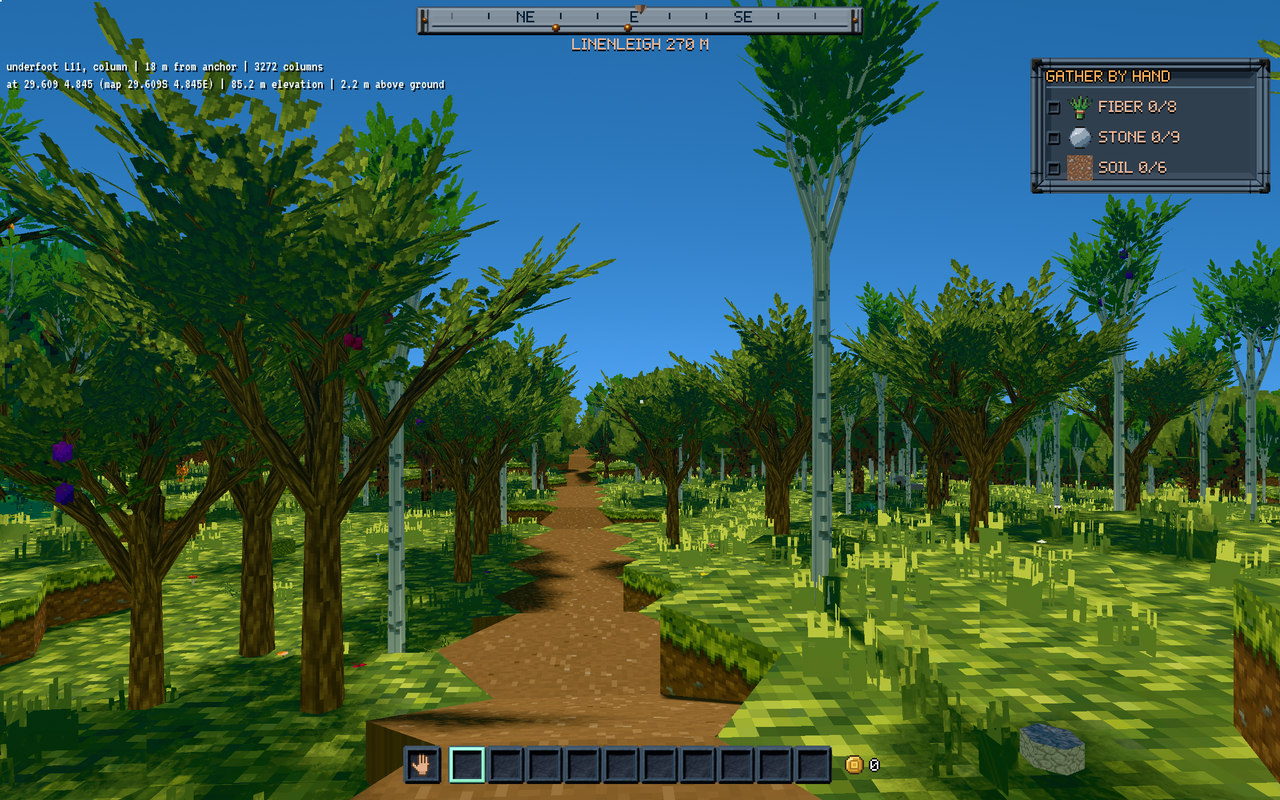 NE E SE
LINENLEIGH 270 M
underfoot L11, column | 18 m from anchor | 3272 columns
at 29.609 4.845 (map 29.609S 4.845E) | 85.2 m elevation | 2.2 m above ground
GATHER BY HAND
FIBER 0/8
STONE 0/9
SOIL 0/6
0